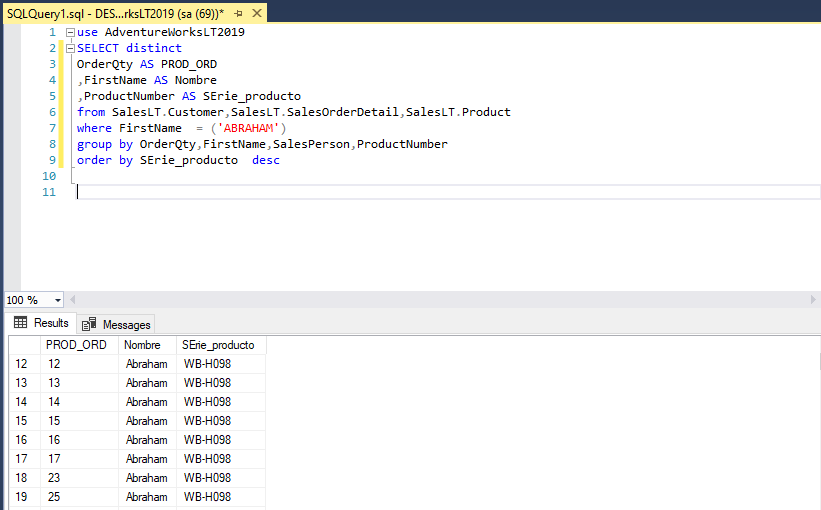 SQLQuery1.sql - DES...rksLT2019 (sa (69))*
1 use AdventureWorksLT2019
2 SELECT distinct
3 OrderQty AS PROD_ORD
4 ,FirstName AS Nombre
5 ,ProductNumber AS SErie_producto
6 from SalesLT.Customer,SalesLT.SalesOrderDetail,SalesLT.Product
7 where FirstName  = ('ABRAHAM')
8 group by OrderQty,FirstName,SalesPerson,ProductNumber
9 order by SErie_producto  desc
10
11
100 %
Results Messages
PROD_ORD Nombre SErie_producto
12 12 Abraham WB-H098
13 13 Abraham WB-H098
14 14 Abraham WB-H098
15 15 Abraham WB-H098
16 16 Abraham WB-H098
17 17 Abraham WB-H098
18 23 Abraham WB-H098
19 25 Abraham WB-H098